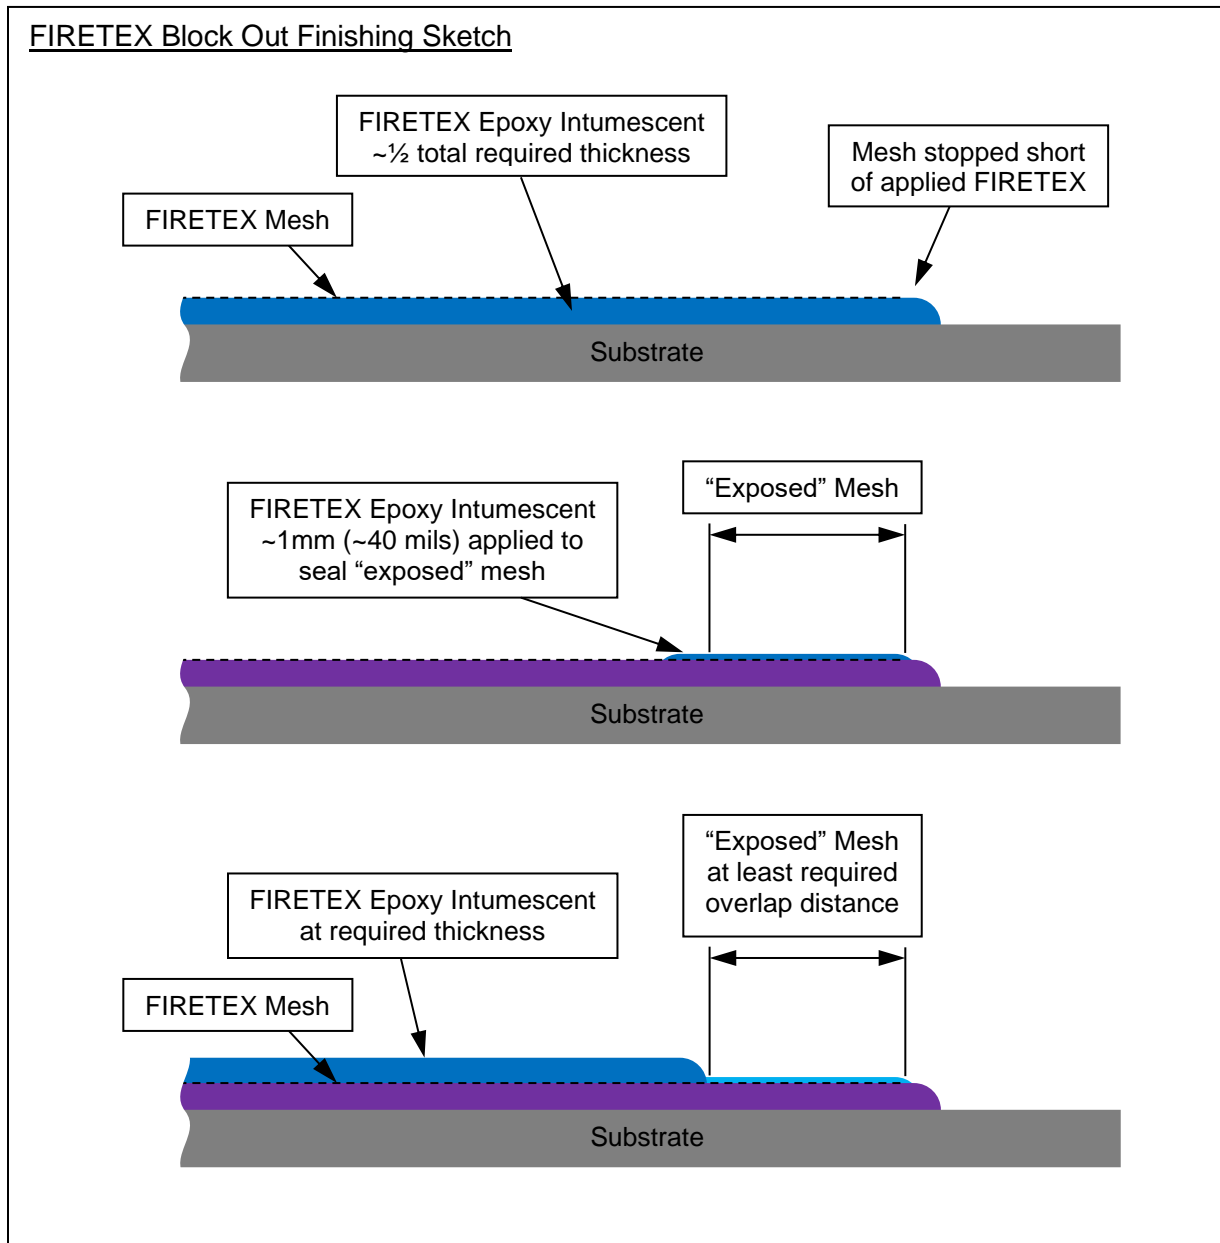 FIRETEX Block Out Finishing Sketch
FIRETEX Epoxy Intumescent
~½ total required thickness
Mesh stopped short
of applied FIRETEX
FIRETEX Mesh
Substrate
“Exposed” Mesh
FIRETEX Epoxy Intumescent
~1mm (~40 mils) applied to
seal “exposed” mesh
Substrate
“Exposed” Mesh
at least required
overlap distance
FIRETEX Epoxy Intumescent
at required thickness
FIRETEX Mesh
Substrate